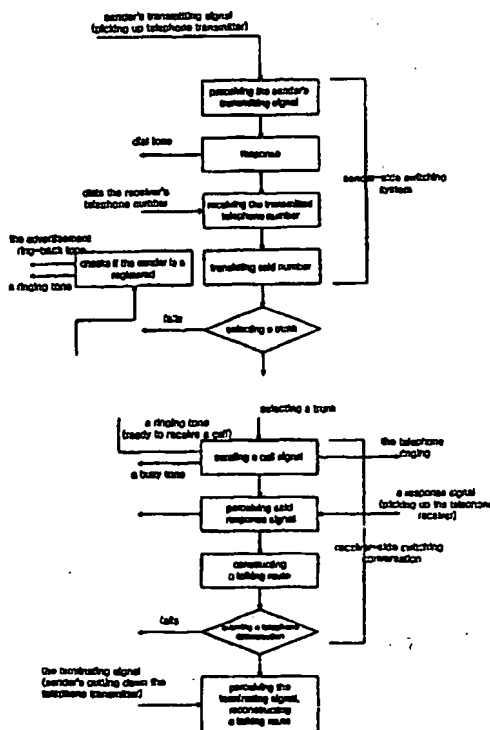 sender's transmitting signal
(picking up telephone transmitter)
perceiving the sender's
transmitting signal
dial tone
Response
sender-side switching
system
dials the receiver's
telephone number
receiving the transmitted
telephone number
the advertisement
ring-back tone
a ringing tone
checks if the sender is a
registered
translating said number
fails
selecting a trunk
selecting a trunk
a ringing tone
(ready to receive a call)
sending a call signal
the telephone
ringing
a busy tone
perceiving said
response signal
a response signal
(picking up the telephone
receiver)
receiver-side switching
conversation
constructing
a talking route
fails
a telephone
conversation
the terminating signal
(sender's putting down the
telephone transmitter)
perceiving the
terminating signal,
reconstructing
a talking route